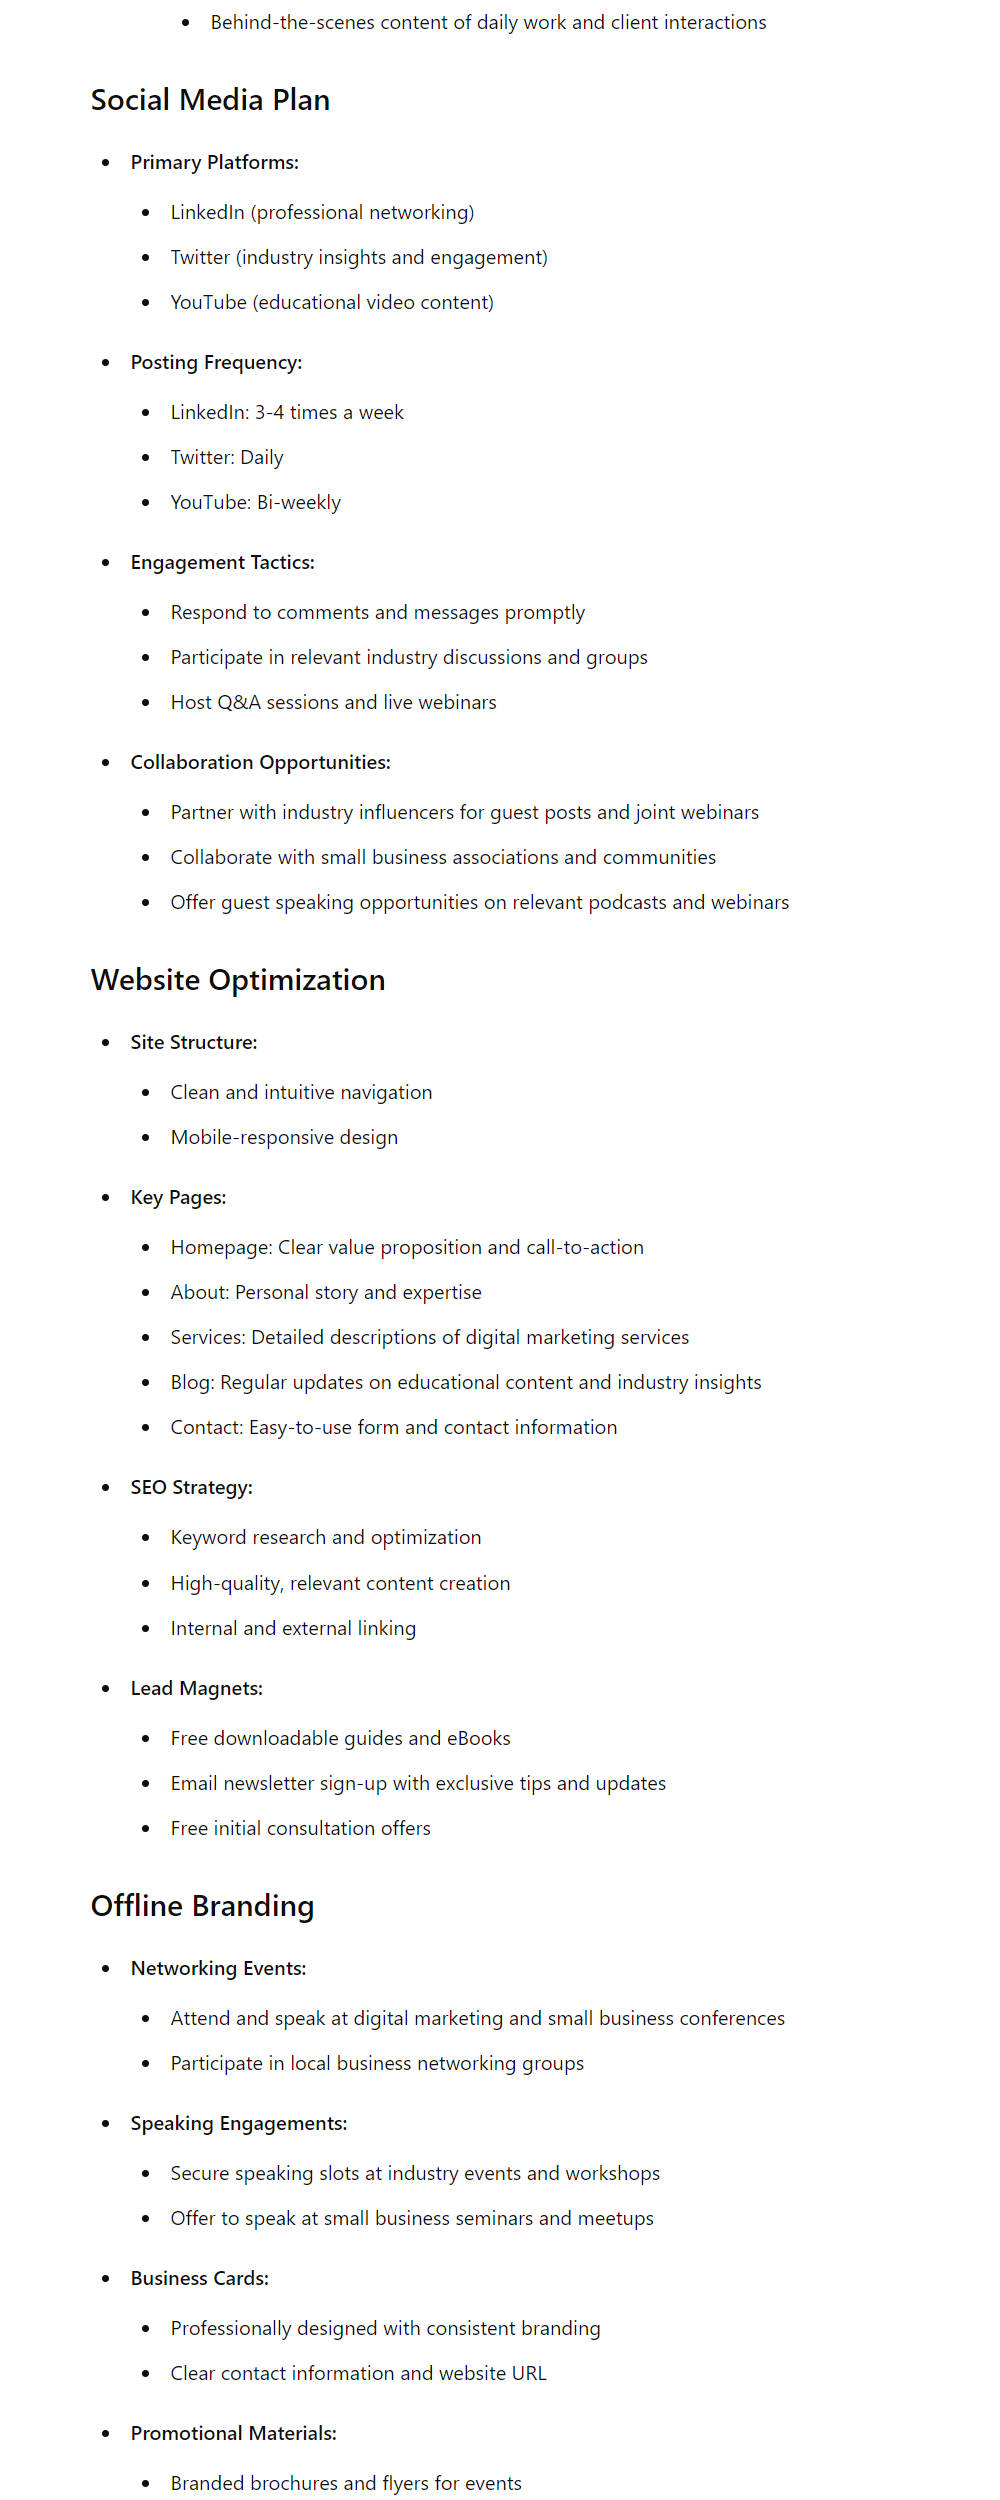 Behind-the-scenes content of daily work and client interactions
Social Media Plan
Primary Platforms:
LinkedIn (professional networking)
Twitter (industry insights and engagement)
YouTube (educational video content)
Posting Frequency:
LinkedIn: 3-4 times a week
Twitter: Daily
YouTube: Bi-weekly
Engagement Tactics:
Respond to comments and messages promptly
Participate in relevant industry discussions and groups
Host Q&A sessions and live webinars
Collaboration Opportunities:
Partner with industry influencers for guest posts and joint webinars
Collaborate with small business associations and communities
Offer guest speaking opportunities on relevant podcasts and webinars
Website Optimization
Site Structure:
Clean and intuitive navigation
Mobile-responsive design
Key Pages:
Homepage: Clear value proposition and call-to-action
About: Personal story and expertise
Services: Detailed descriptions of digital marketing services
Blog: Regular updates on educational content and industry insights
Contact: Easy-to-use form and contact information
SEO Strategy:
Keyword research and optimization
High-quality, relevant content creation
Internal and external linking
Lead Magnets:
Free downloadable guides and eBooks
Email newsletter sign-up with exclusive tips and updates
Free initial consultation offers
Offline Branding
Networking Events:
Attend and speak at digital marketing and small business conferences
Participate in local business networking groups
Speaking Engagements:
Secure speaking slots at industry events and workshops
Offer to speak at small business seminars and meetups
Business Cards:
Professionally designed with consistent branding
Clear contact information and website URL
Promotional Materials:
Branded brochures and flyers for events